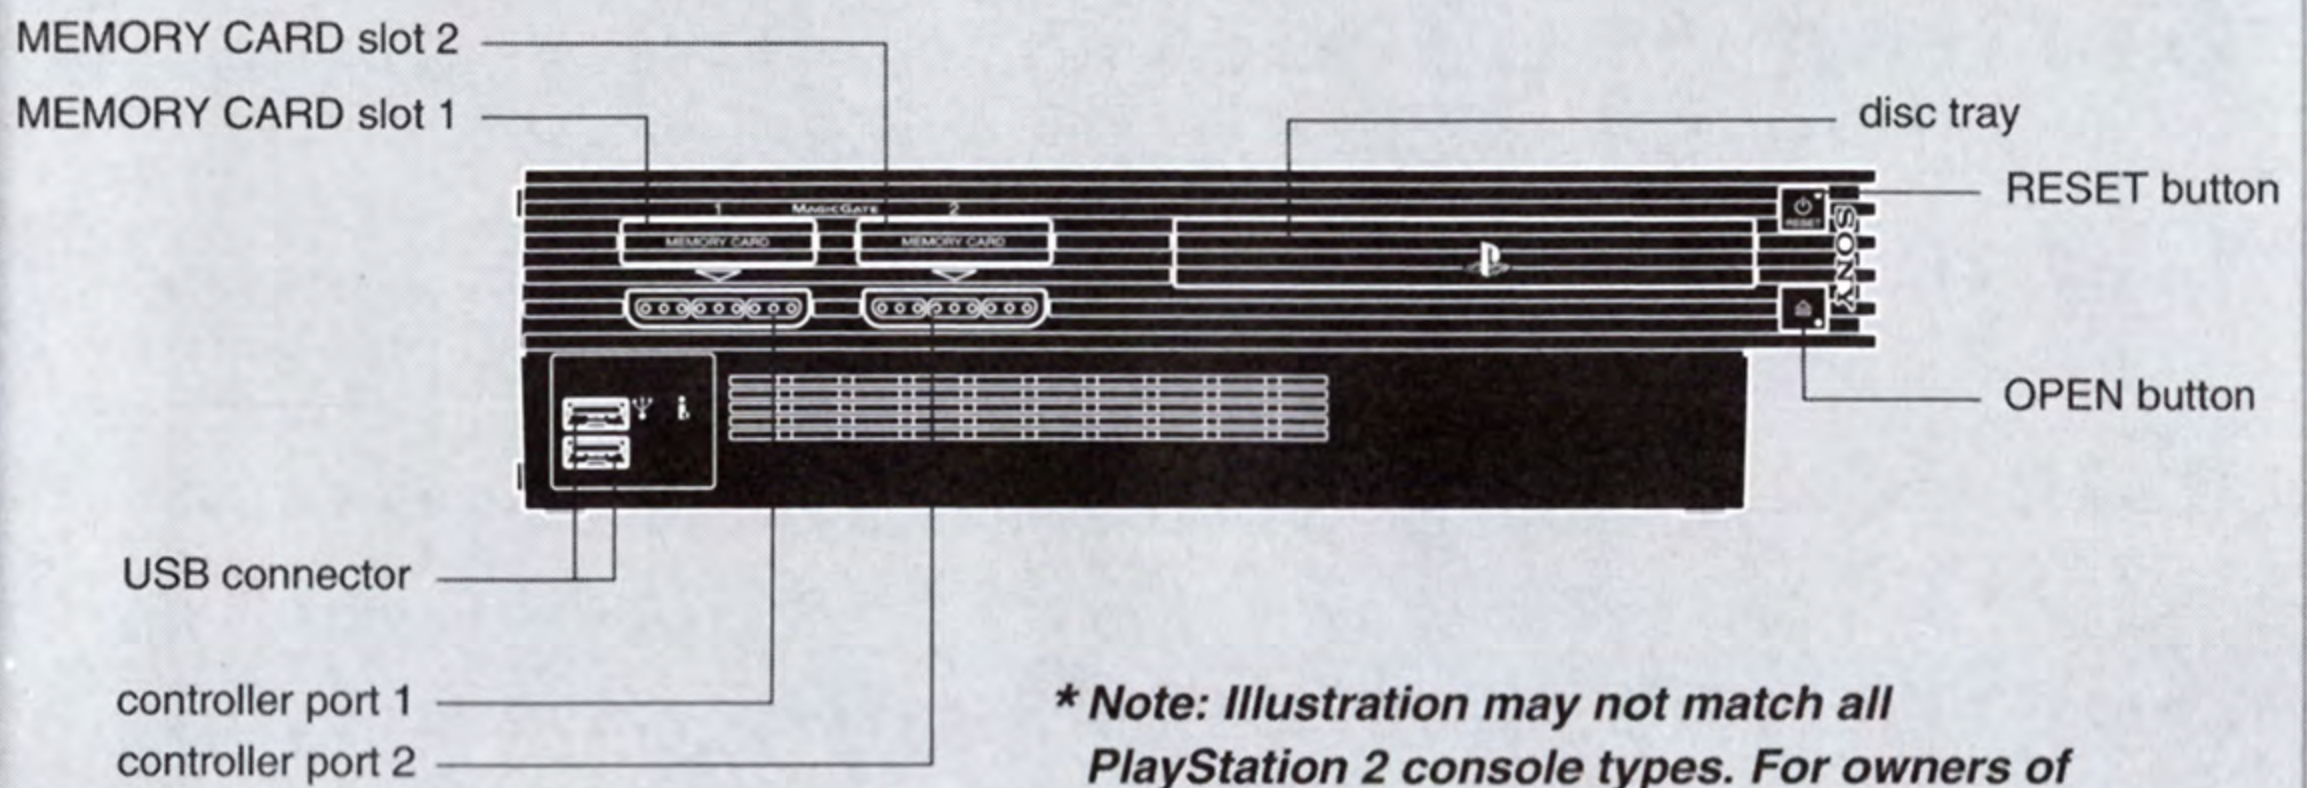 MEMORY CARD slot 2
MEMORY CARD slot 1
disc tray
RESET button
1 MAGICGATE 2
MEMORY CARD MEMORY CARD
RESET
SONY
OPEN button
USB connector
controller port 1
controller port 2
* Note: Illustration may not match all
PlayStation 2 console types. For owners of